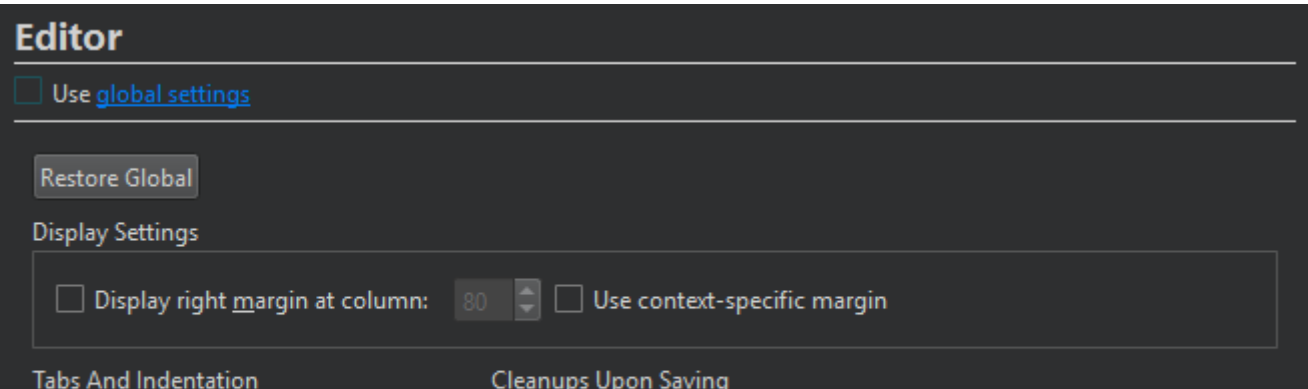 Editor
Use global settings
Restore Global
Display Settings
Display right margin at column: 80 Use context-specific margin
Tabs And Indentation Cleanups Upon Saving